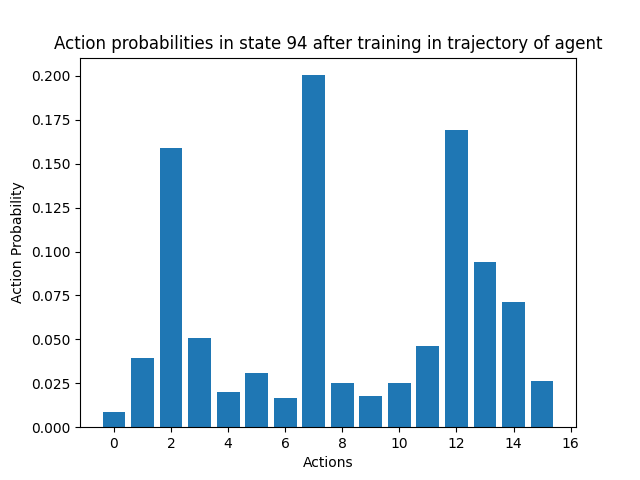 Action probabilities in state 94 after training in trajectory of agent
0.200
0.175
0.150
0.125
0.100
0.075
0.050
0.025
0.000
Action Probability
0 2 4 6 8 10 12 14 16
Actions